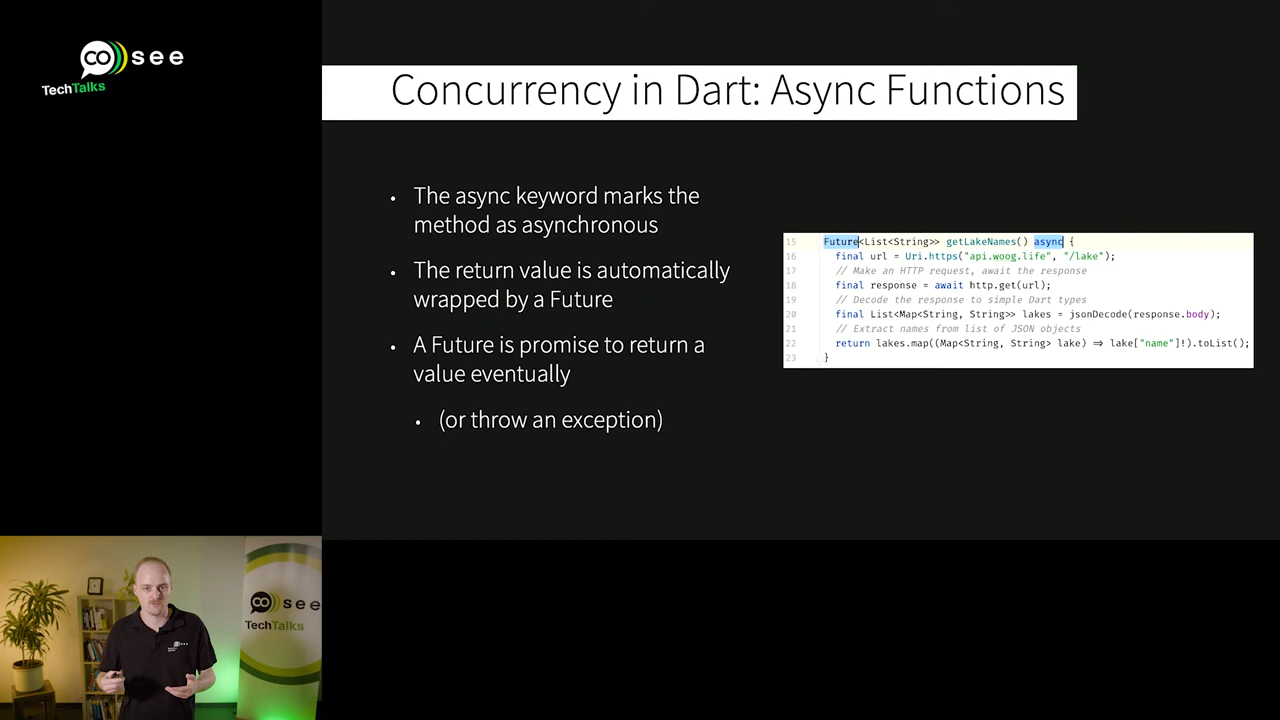 co see
TechTalks
Concurrency in Dart: Async Functions
• The async keyword marks the
method as asynchronous
• The return value is automatically
wrapped by a Future
• A Future is promise to return a
value eventually
• (or throw an exception)
15 Future<List<String>> getLakeNames() async {
16 final url = Uri.https("api.woog.life", "/lake");
17 // Make an HTTP request, await the response
18 final response = await http.get(url);
19 // Decode the response to simple Dart types
20 final List<Map<String, String>> lakes = jsonDecode(response.body);
21 // Extract names from list of JSON objects
22 return lakes.map((Map<String, String> lake) ⇒ lake["name"]!).toList();
23 }
co see
TechTalks
see